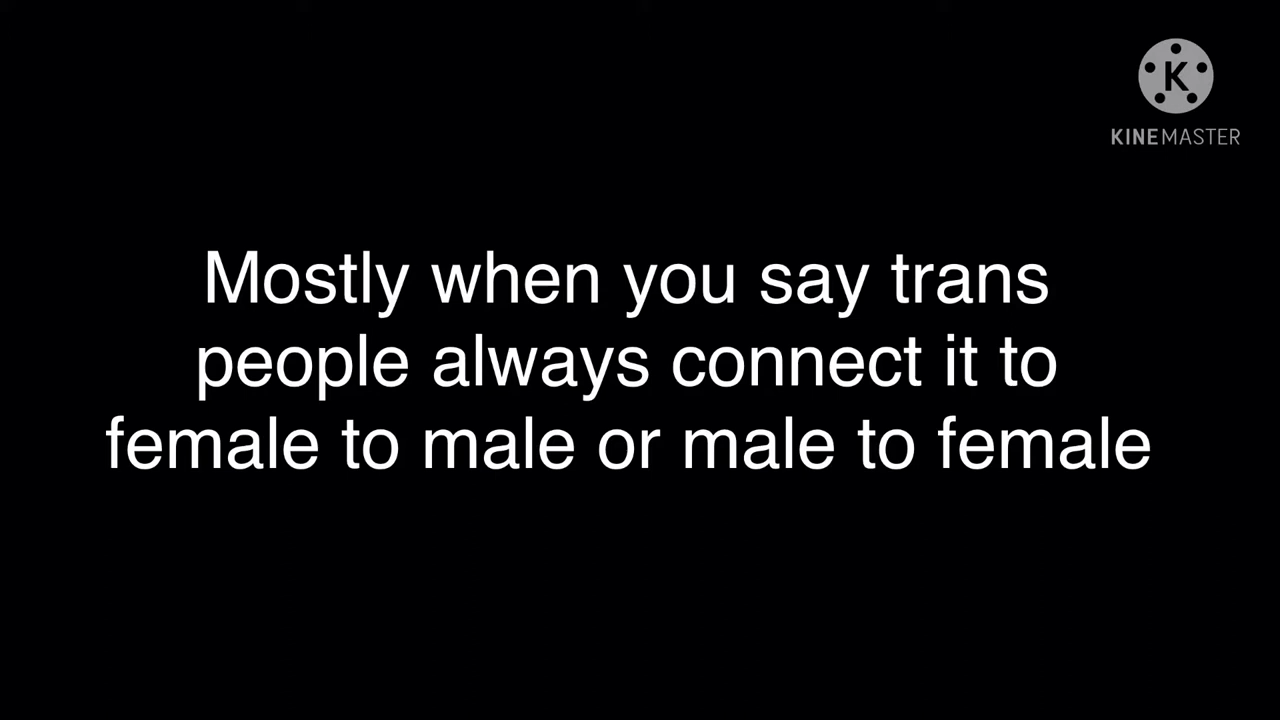 K
KINEMASTER
Mostly when you say trans
people always connect it to
female to male or male to female